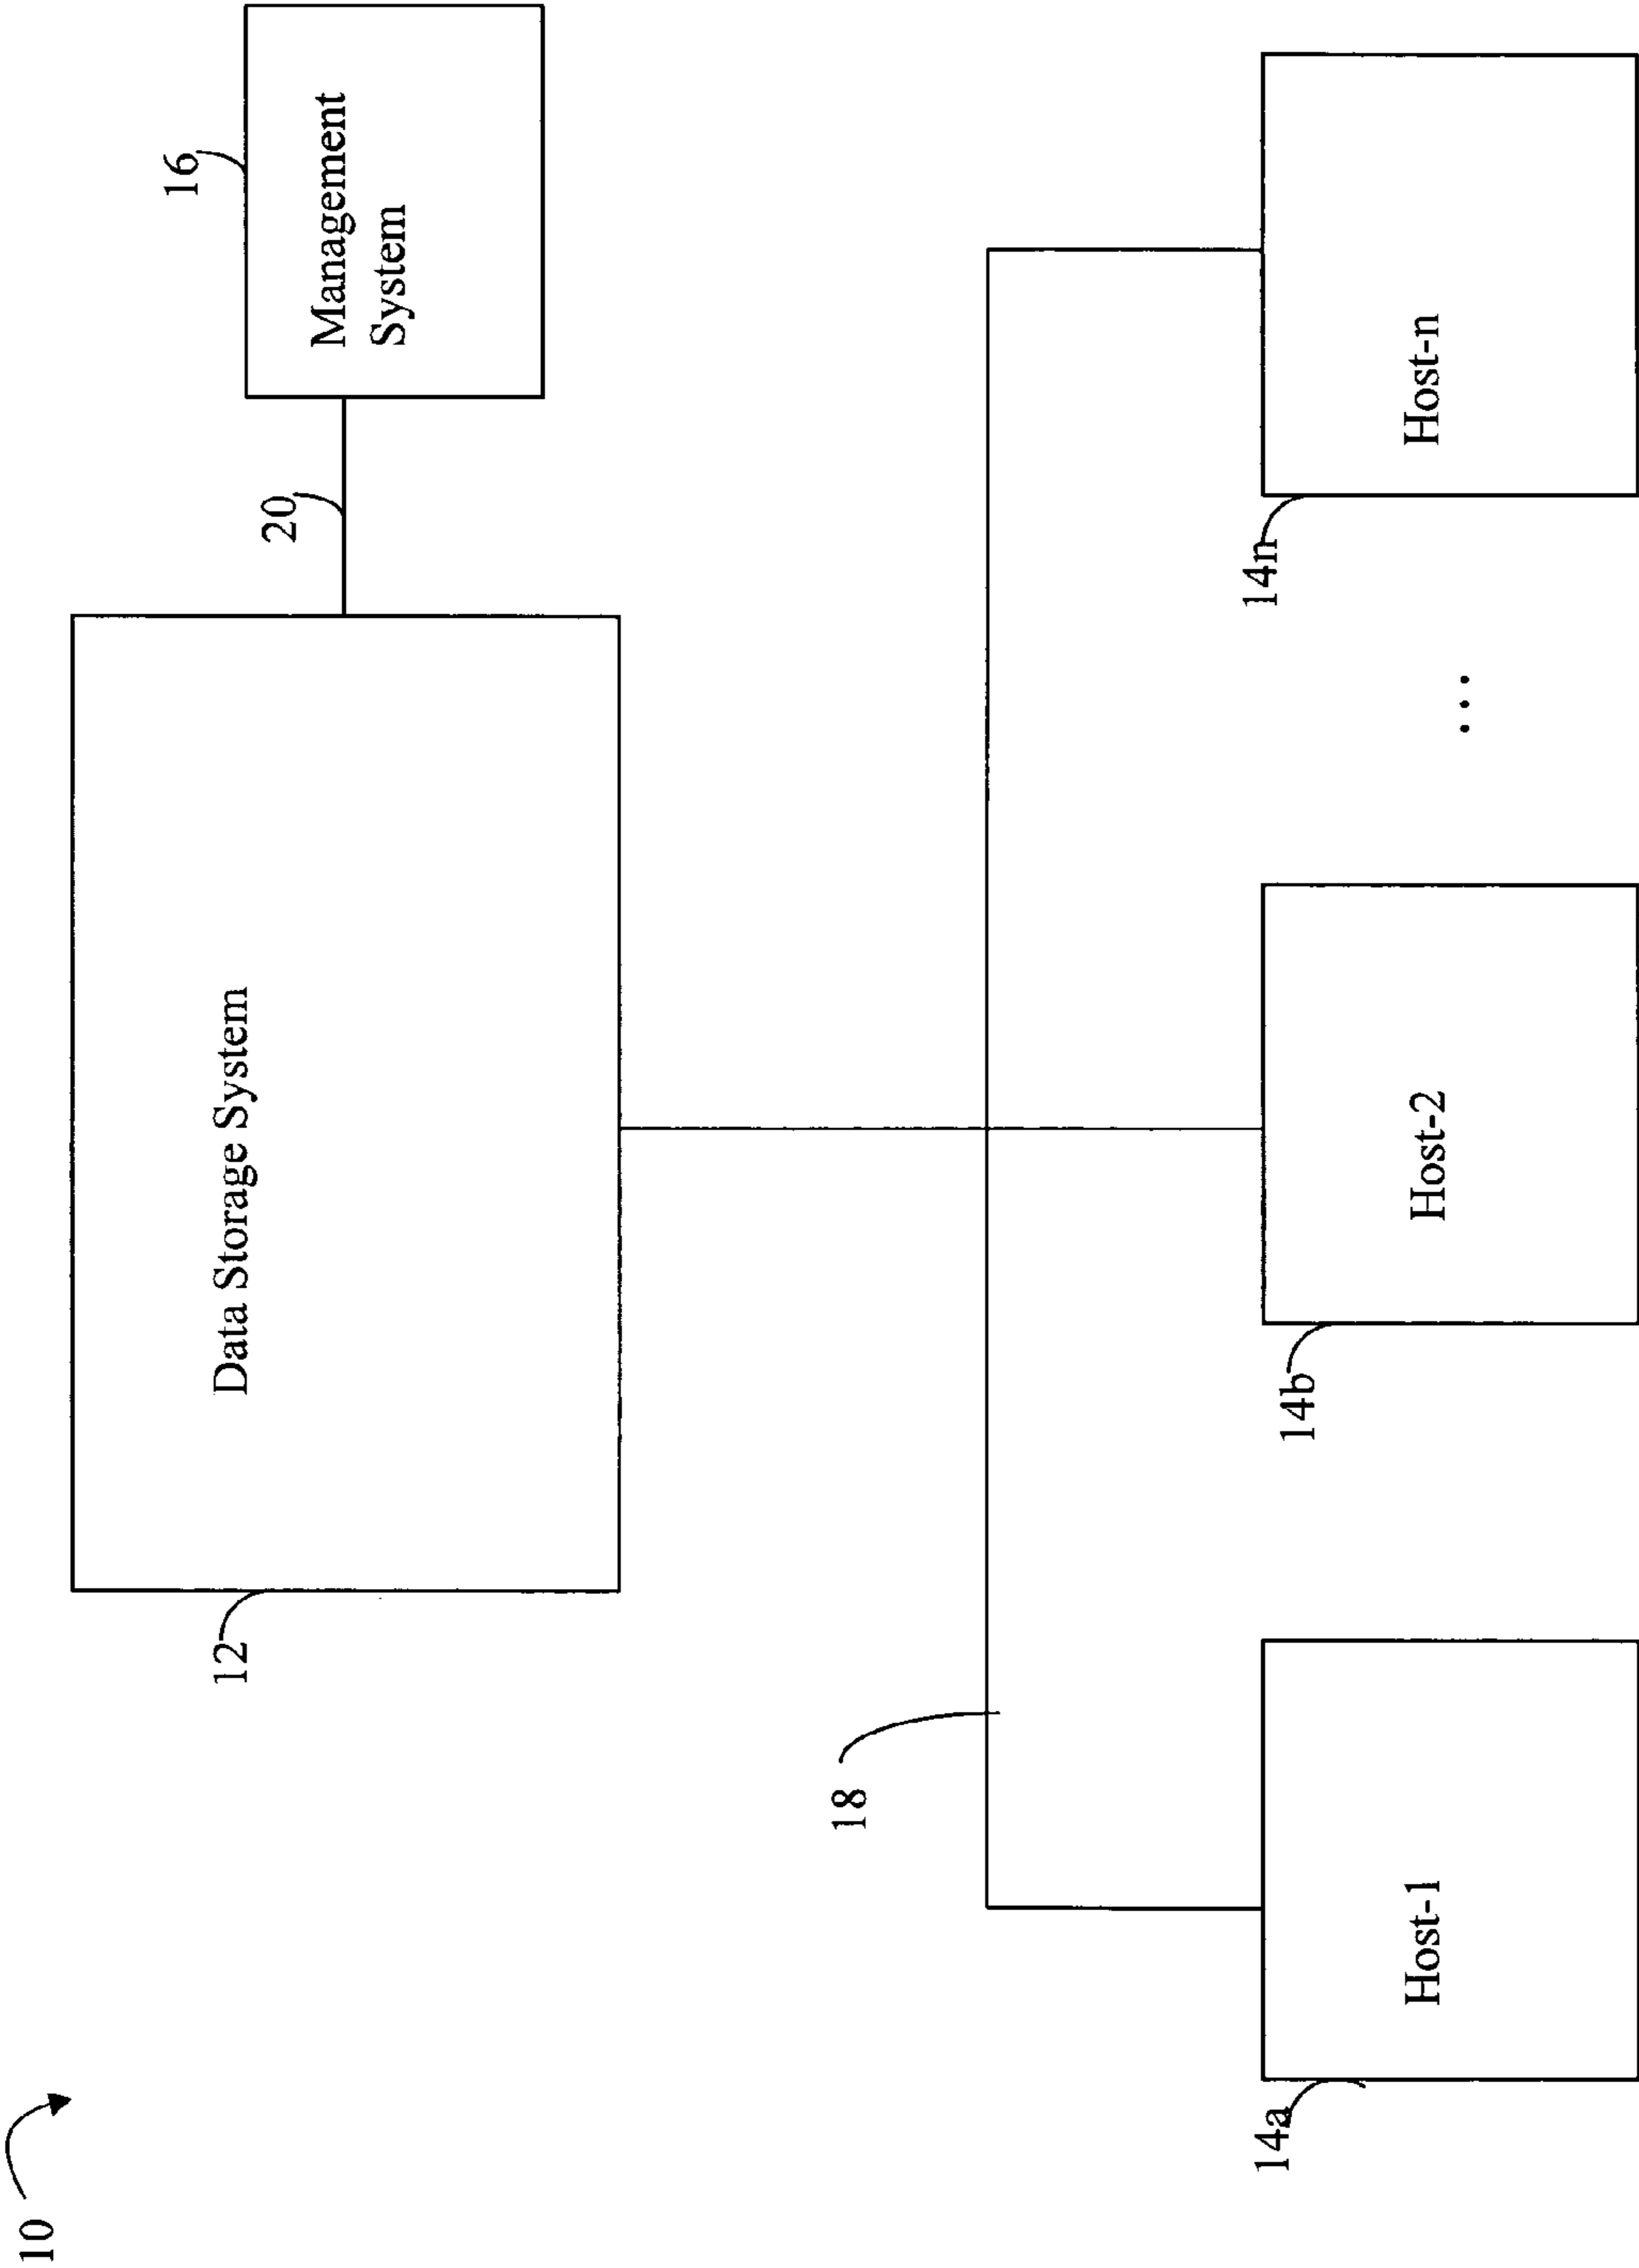 10
12
Data Storage System
20
16
Management
System
18
14a
Host-1
14b
Host-2
...
14n
Host-n